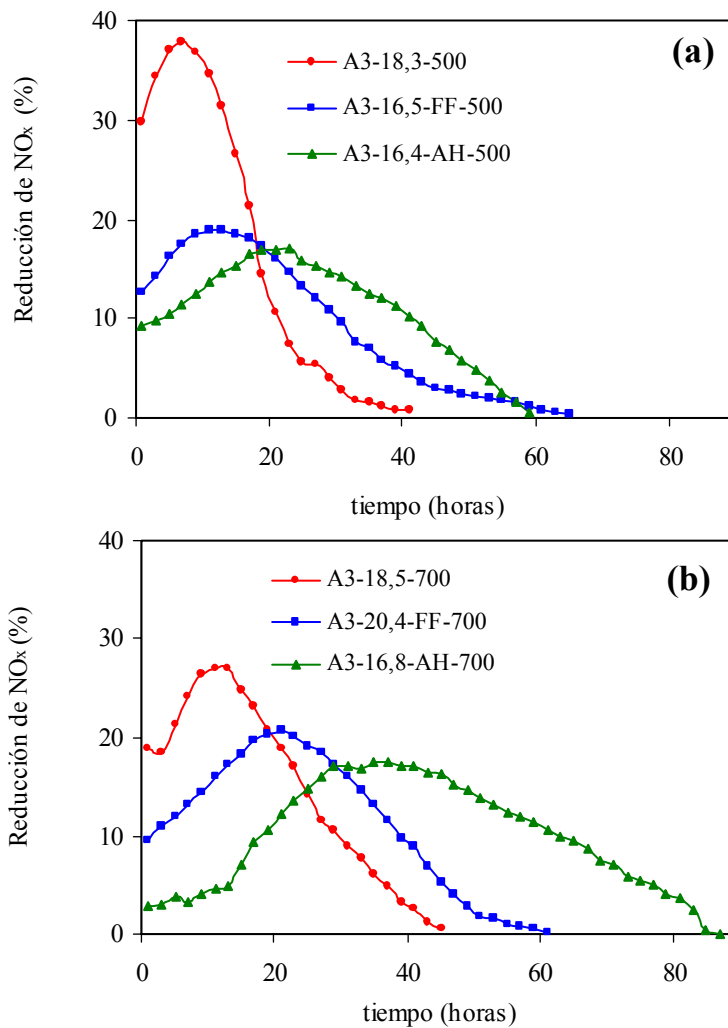 (a)
A3-18,3-500
A3-16,5-FF-500
A3-16,4-AH-500
Reducción de NOx (%)
40
30
20
10
0
0 20 40 60 80
tiempo (horas)
(b)
A3-18,5-700
A3-20,4-FF-700
A3-16,8-AH-700
Reducción de NOx (%)
40
30
20
10
0
0 20 40 60 80
tiempo (horas)